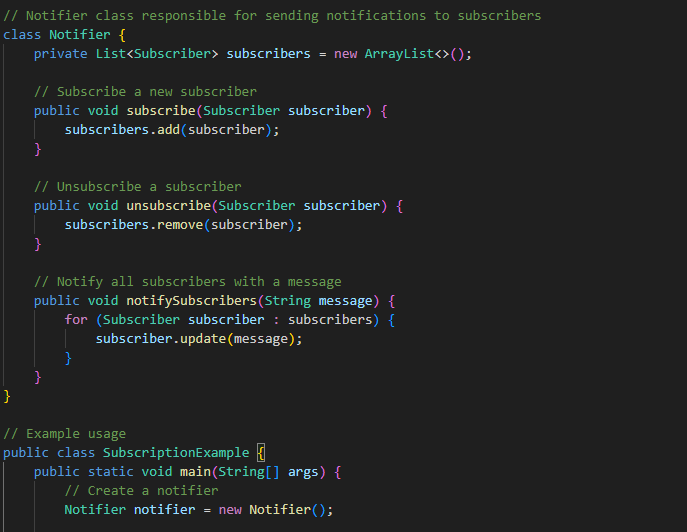 // Notifier class responsible for sending notifications to subscribers
class Notifier {
    private List<Subscriber> subscribers = new ArrayList<>();
    // Subscribe a new subscriber
    public void subscribe(Subscriber subscriber) {
        subscribers.add(subscriber);
    }
    // Unsubscribe a subscriber
    public void unsubscribe(Subscriber subscriber) {
        subscribers.remove(subscriber);
    }
    // Notify all subscribers with a message
    public void notifySubscribers(String message) {
        for (Subscriber subscriber : subscribers) {
            subscriber.update(message);
        }
    }
}
// Example usage
public class SubscriptionExample {
    public static void main(String[] args) {
        // Create a notifier
        Notifier notifier = new Notifier();